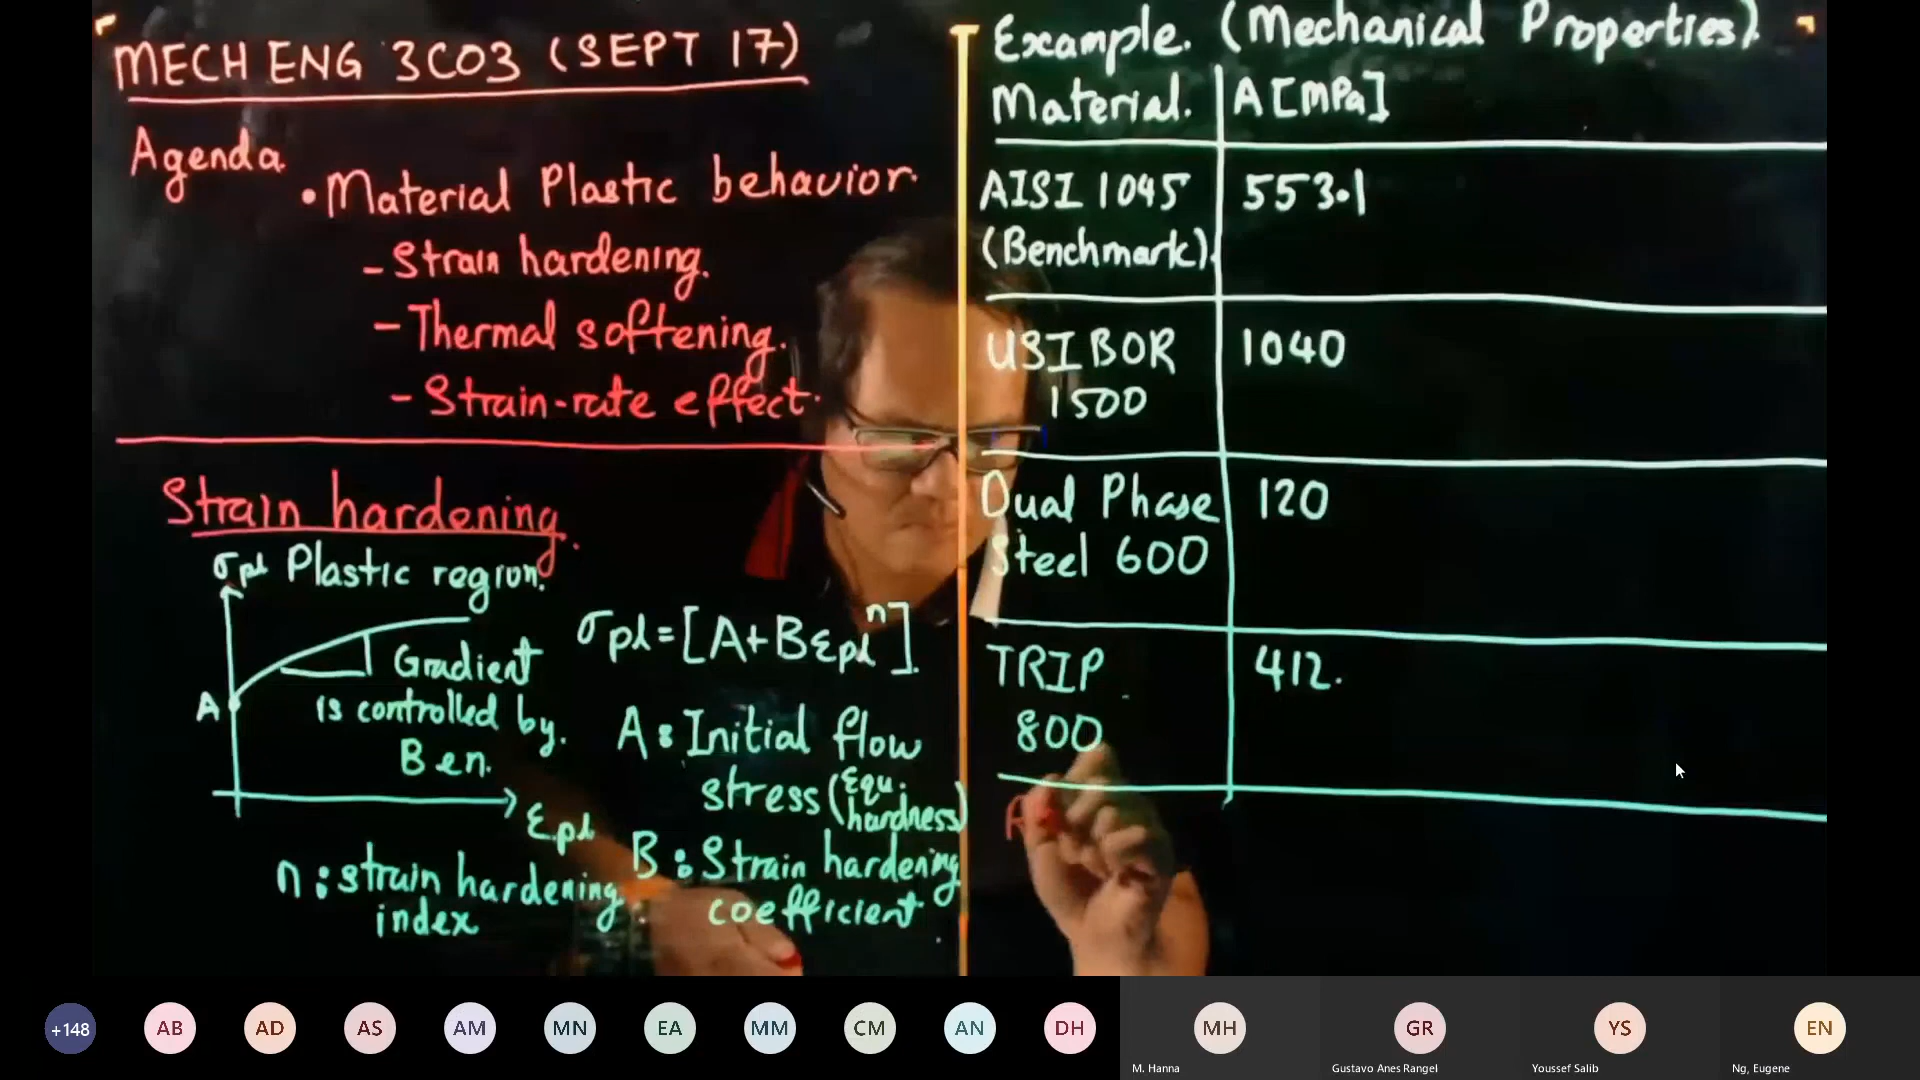 MECH ENG 3C03 (SEPT 17)
Agenda
• Material Plastic behavior.
- Strain hardening.
- Thermal softening.
- Strain-rate effect.
Strain hardening.
σpl Plastic region.
A
Gradient
is controlled by.
B en.
εpl
n : strain hardening
index
σpl = [A+Bεpl^n].
A : Initial flow
stress (Equ.
hardness)
B : Strain hardening
coefficient
Example. (Mechanical Properties).
Material. A [MPa]
AISI 1045 553.1
(Benchmark).
USIBOR 1040
1500
Dual Phase 120
Steel 600
TRIP 412.
800
+148
AB
AD
AS
AM
MN
EA
MM
CM
AN
DH
MH
GR
YS
EN
M. Hanna
Gustavo Anes Rangel
Youssef Salib
Ng, Eugene